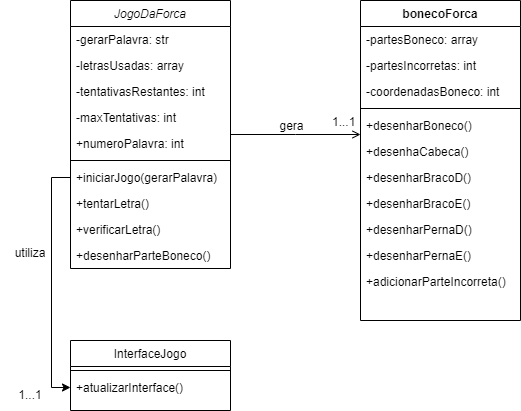 JogoDaForca
-gerarPalavra: str
-letrasUsadas: array
-tentativasRestantes: int
-maxTentativas: int
+numeroPalavra: int
+iniciarJogo(gerarPalavra)
+tentarLetra()
+verificarLetra()
+desenharParteBoneco()
gera
1...1
bonecoForca
-partesBoneco: array
-partesIncorretas: int
-coordenadasBoneco: int
+desenharBoneco()
+desenhaCabeca()
+desenharBracoD()
+desenharBracoE()
+desenharPernaD()
+desenharPernaE()
+adicionarParteIncorreta()
utiliza
1...1
InterfaceJogo
+atualizarInterface()